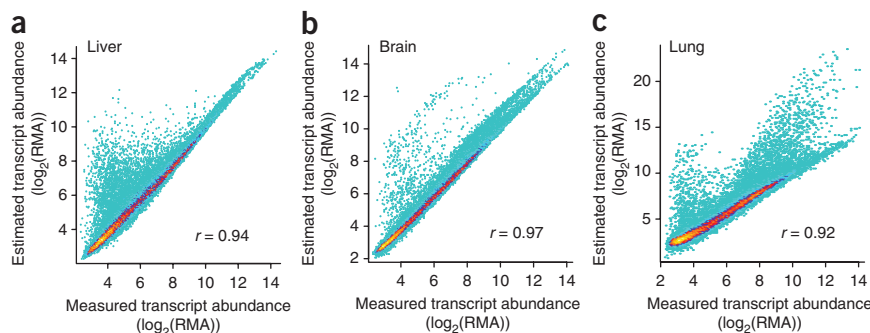 a
Liver
Estimated transcript abundance
(log₂(RMA))
14
12
10
8
6
4
r = 0.94
4
6
8
10
12
14
Measured transcript abundance
(log₂(RMA))
b
Brain
Estimated transcript abundance
(log₂(RMA))
14
12
10
8
6
4
2
r = 0.97
4
6
8
10
12
14
Measured transcript abundance
(log₂(RMA))
c
Lung
Estimated transcript abundance
(log₂(RMA))
20
15
10
5
r = 0.92
2
4
6
8
10
12
14
Measured transcript abundance
(log₂(RMA))